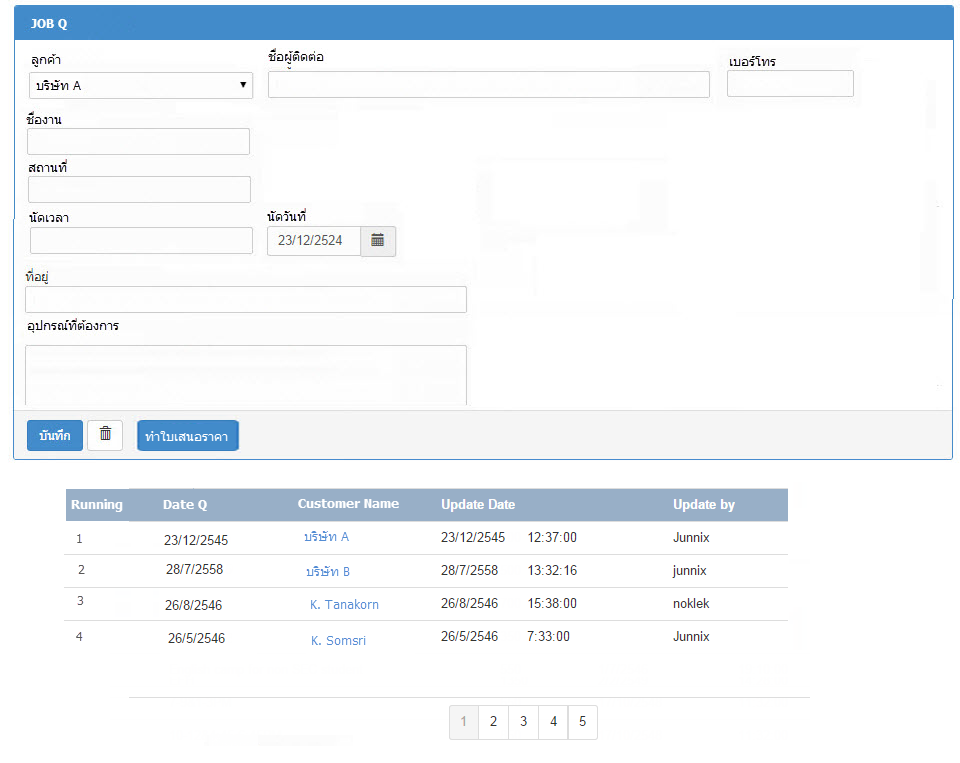 JOB Q
ลูกค้า ชื่อผู้ติดต่อ เบอร์โทร
บริษัท A
ชื่องาน
สถานที่
นัดเวลา นัดวันที่
23/12/2524
ที่อยู่
อุปกรณ์ที่ต้องการ
บันทึก ทำใบเสนอราคา
Running Date Q Customer Name Update Date Update by
1 23/12/2545 บริษัท A 23/12/2545 12:37:00 Junnix
2 28/7/2558 บริษัท B 28/7/2558 13:32:16 junnix
3 26/8/2546 K. Tanakorn 26/8/2546 15:38:00 noklek
4 26/5/2546 K. Somsri 26/5/2546 7:33:00 Junnix
1 2 3 4 5